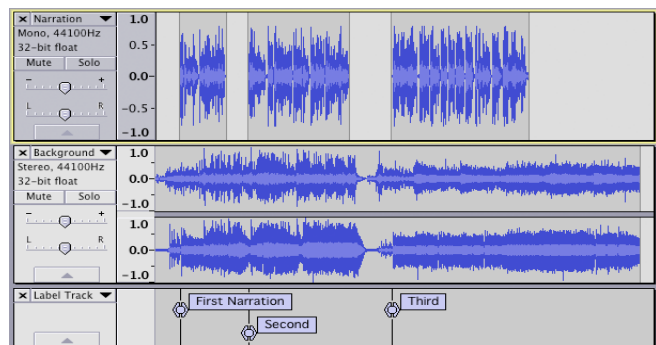 Narration
Mono, 44100Hz
32-bit float
Mute Solo
- +
L R
1.0
0.5-
0.0-
-0.5-
-1.0
Background
Stereo, 44100Hz
32-bit float
Mute Solo
- +
L R
1.0
0.0-
-1.0
1.0
0.0-
-1.0
Label Track
First Narration
Second
Third